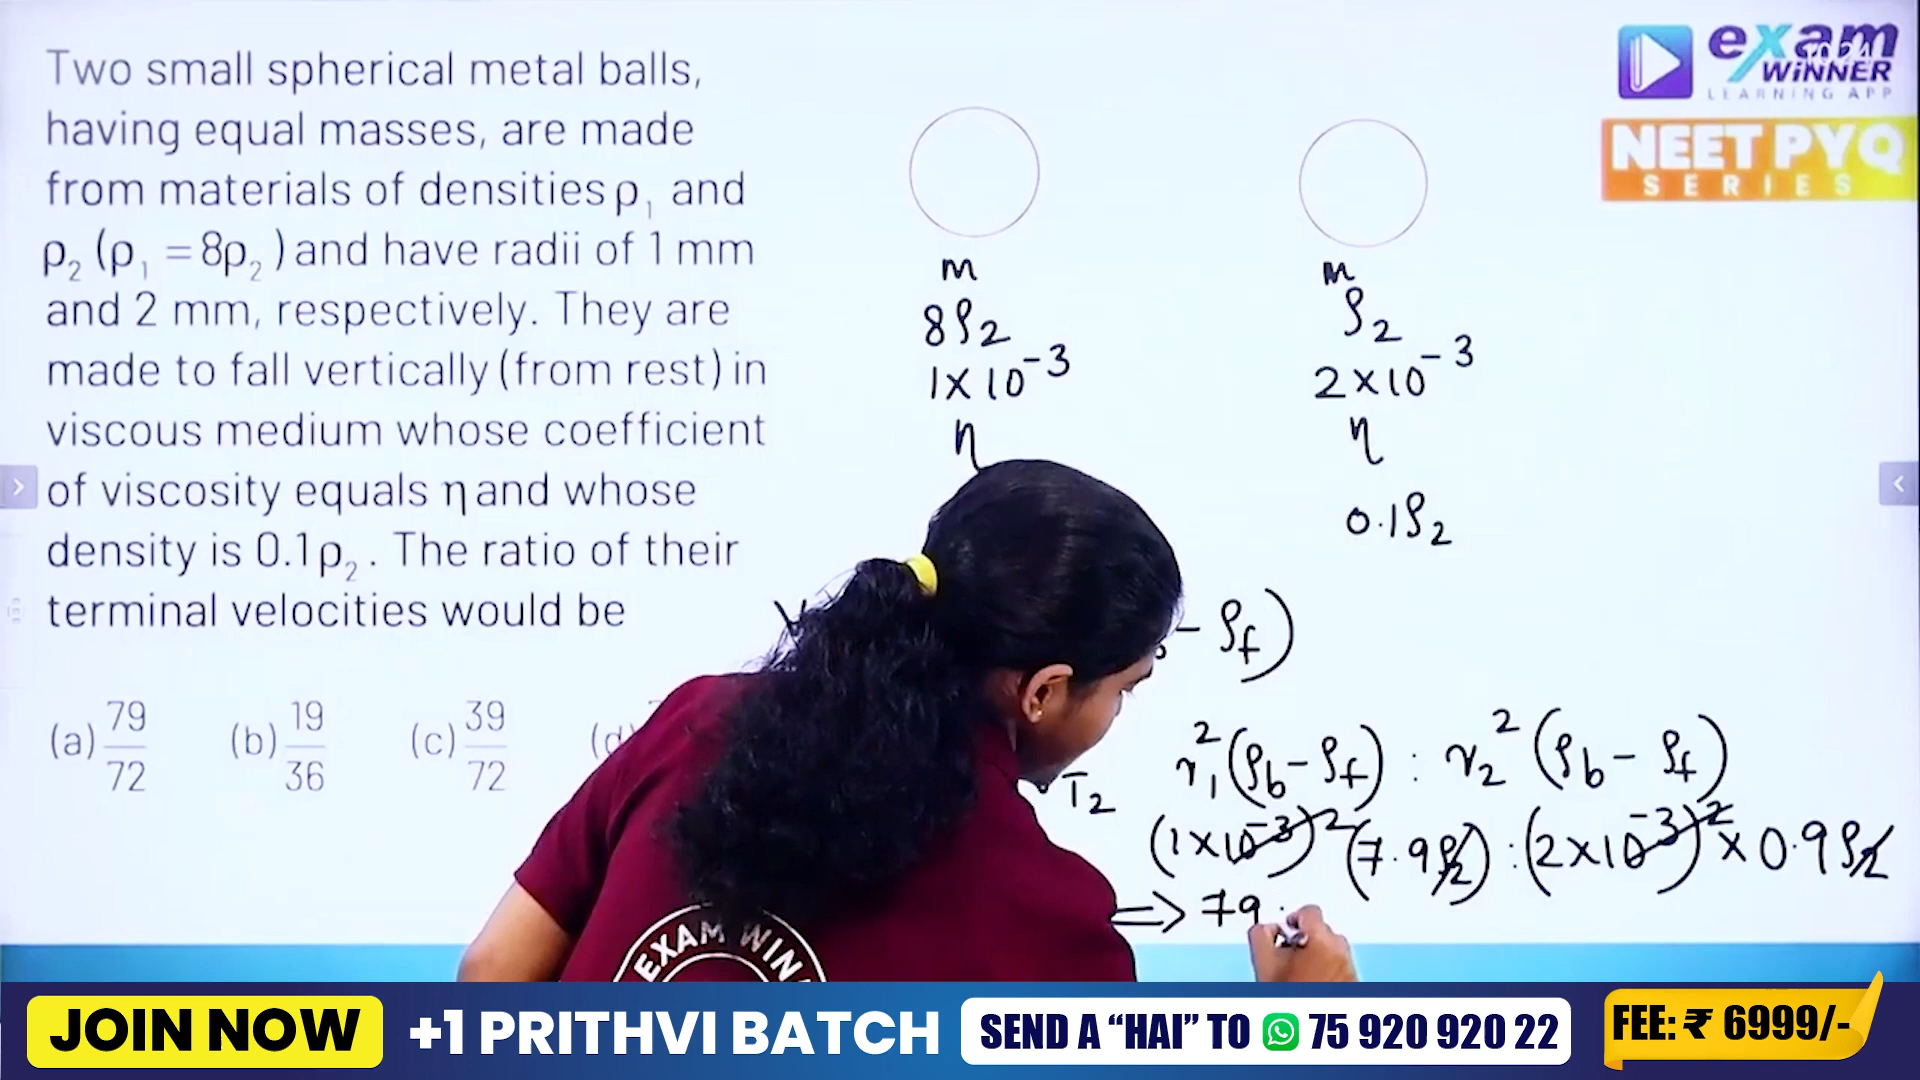 Two small spherical metal balls,
having equal masses, are made
from materials of densities ρ₁ and
ρ₂ (ρ₁ = 8ρ₂) and have radii of 1 mm
and 2 mm, respectively. They are
made to fall vertically (from rest) in
viscous medium whose coefficient
of viscosity equals η and whose
density is 0.1ρ₂. The ratio of their
terminal velocities would be
(a) 79/72 (b) 19/36 (c) 39/72 (d)
m
8ρ₂
1×10⁻³
η
m
ρ₂
2×10⁻³
η
0.1ρ₂
- ρf)
T₂ r₁²(ρb - ρf) : r₂²(ρb - ρf)
(1×10⁻³)²(7.9ρ₂) : (2×10⁻³)² × 0.9ρ₂
⇒ 79
exam
WINNER
LEARNING APP
NEET PYQ
SERIES
EXAM WIN
JOIN NOW
+1 PRITHVI BATCH
SEND A “HAI” TO 75 920 920 22
FEE: ₹ 6999/-